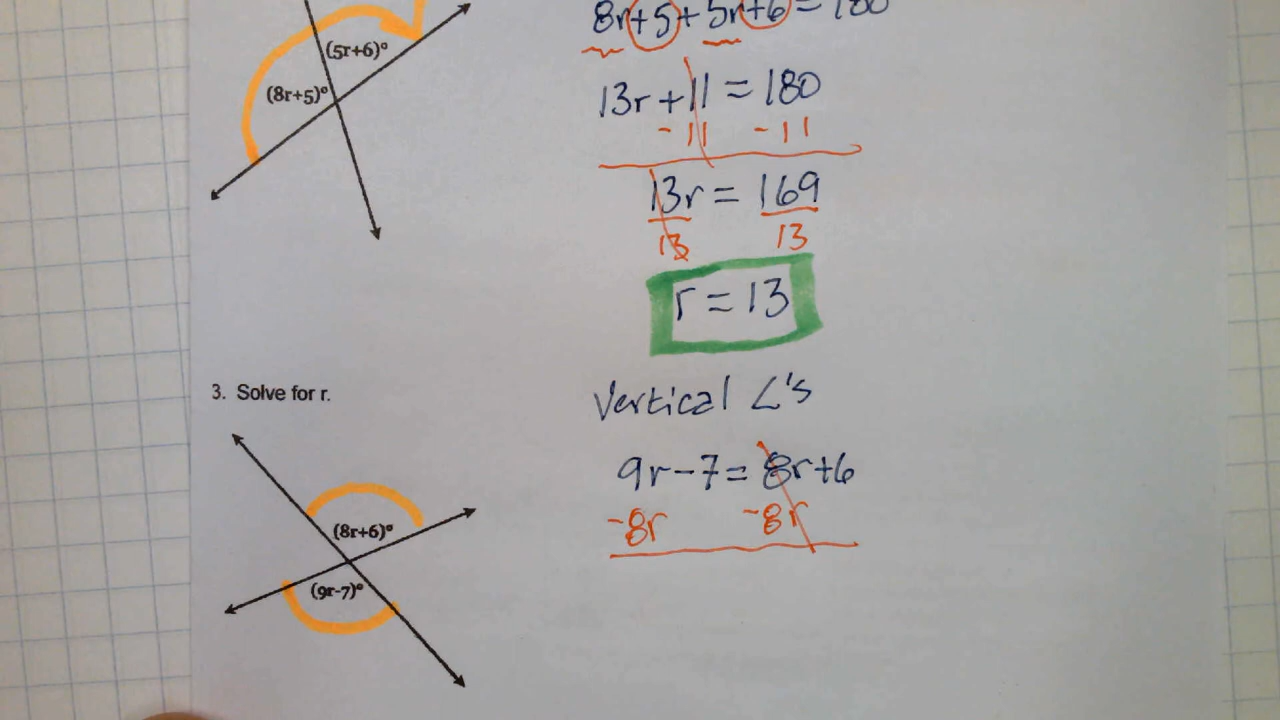 8r+5+5r+6=180
(5r+6)°
(8r+5)°
13r+11=180
-11 -11
13r = 169
13 13
r=13
3. Solve for r.
Vertical ∠'s
9r-7=8r+6
-8r -8r
(8r+6)°
(9r-7)°